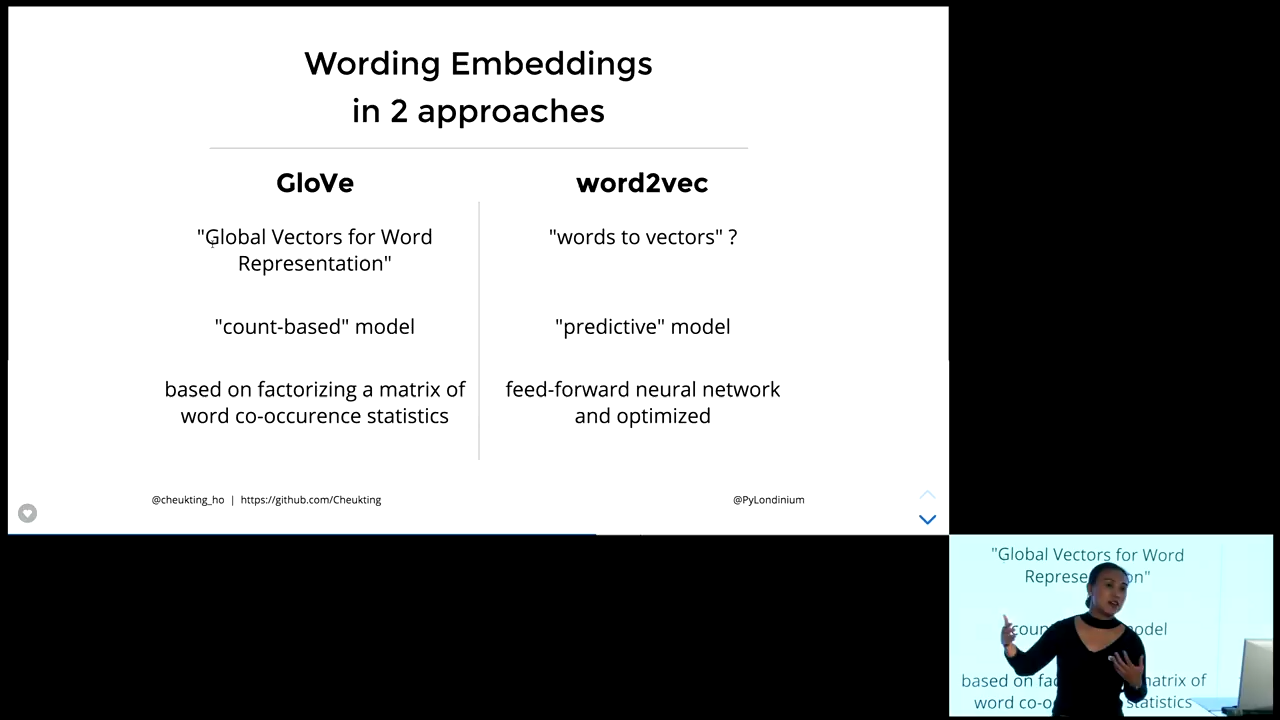 Wording Embeddings
in 2 approaches
GloVe
"Global Vectors for Word
Representation"
"count-based" model
based on factorizing a matrix of
word co-occurence statistics
word2vec
"words to vectors" ?
"predictive" model
feed-forward neural network
and optimized
@cheukting_ho | https://github.com/Cheukting
@PyLondinium
"Global Vectors for Word
on"
odel
based on fac matrix of
word co-o statistics